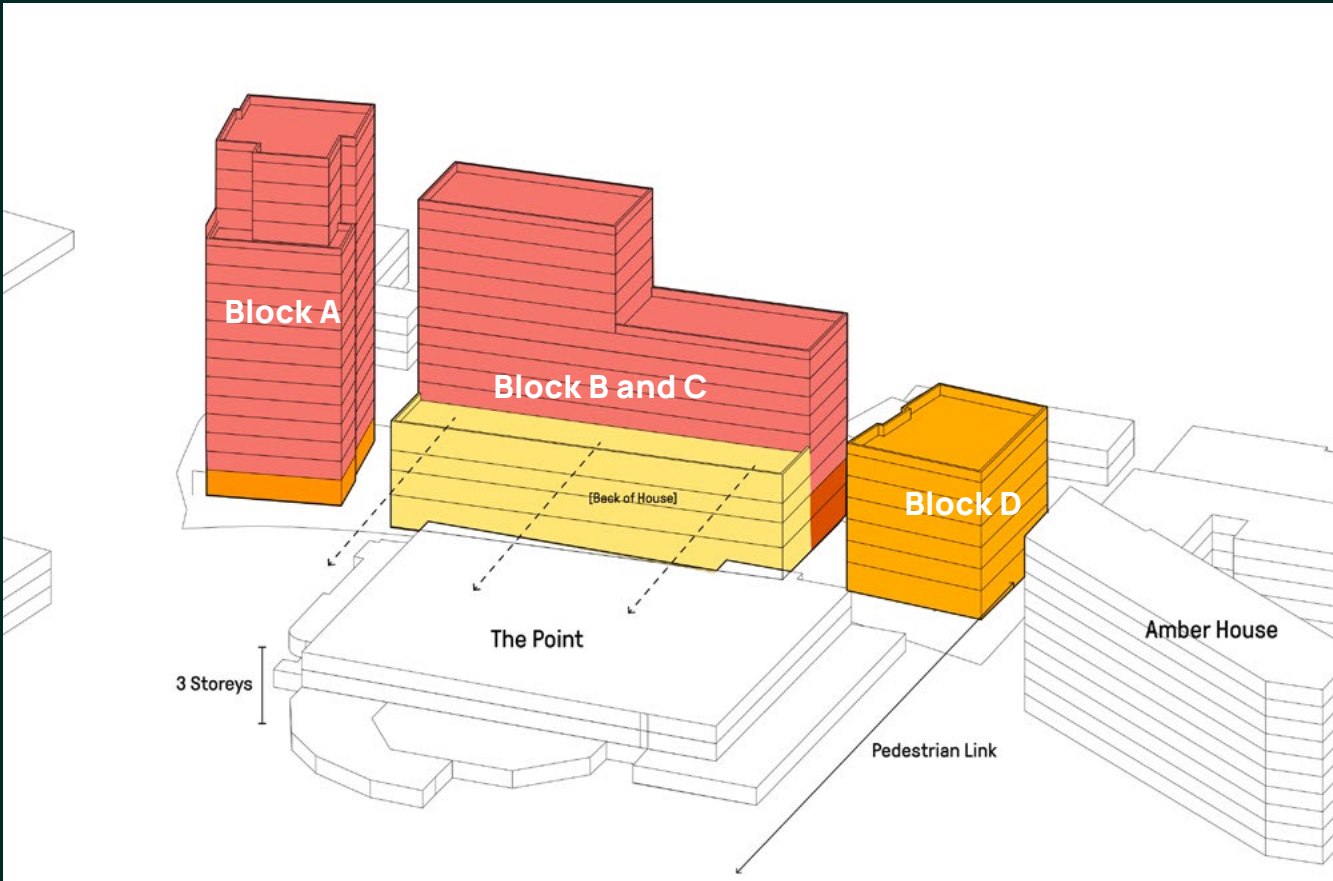 Block A
Block B and C
[Back of House]
Block D
The Point
Amber House
3 Storeys
Pedestrian Link